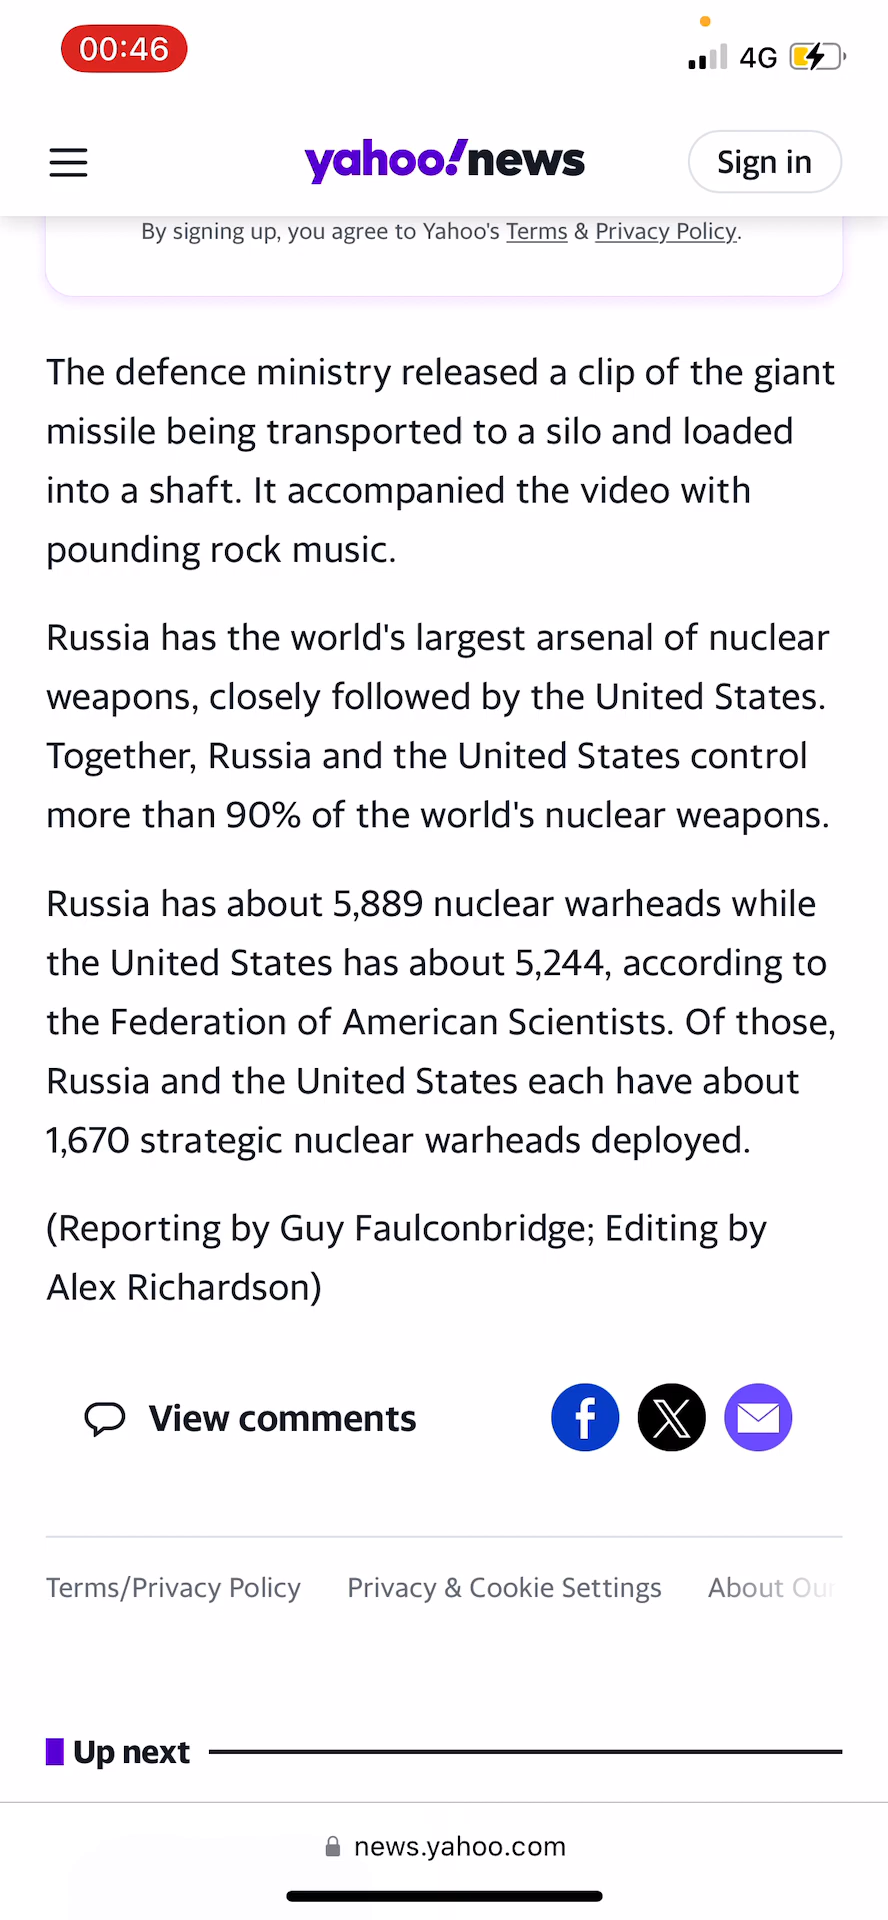 00:46
4G
yahoo!news
Sign in
By signing up, you agree to Yahoo's Terms & Privacy Policy.
The defence ministry released a clip of the giant
missile being transported to a silo and loaded
into a shaft. It accompanied the video with
pounding rock music.
Russia has the world's largest arsenal of nuclear
weapons, closely followed by the United States.
Together, Russia and the United States control
more than 90% of the world's nuclear weapons.
Russia has about 5,889 nuclear warheads while
the United States has about 5,244, according to
the Federation of American Scientists. Of those,
Russia and the United States each have about
1,670 strategic nuclear warheads deployed.
(Reporting by Guy Faulconbridge; Editing by
Alex Richardson)
View comments
Terms/Privacy Policy Privacy & Cookie Settings About Our
Up next
news.yahoo.com